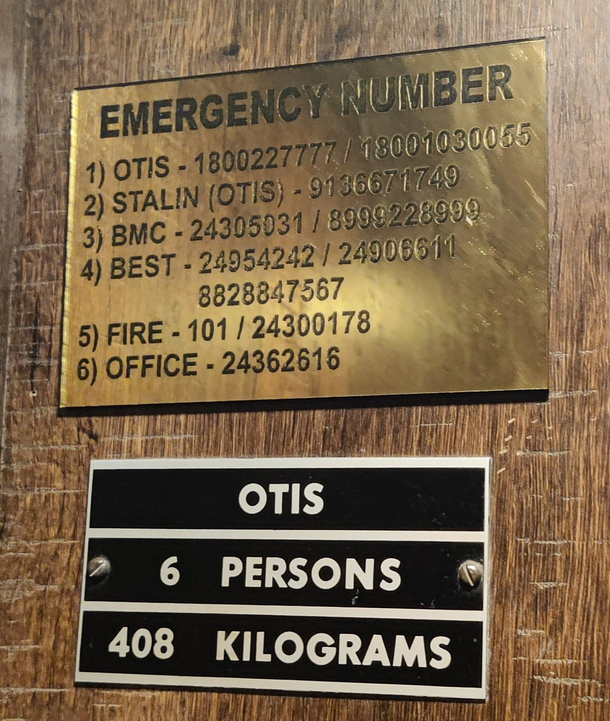 EMERGENCY NUMBER
1) OTIS - 1800227777 / 18001030055
2) STALIN (OTIS) - 9136671749
3) BMC - 24305031 / 8999228999
4) BEST - 24954242 / 24906611
8828847567
5) FIRE - 101 / 24300178
6) OFFICE - 24362616
OTIS
6 PERSONS
408 KILOGRAMS